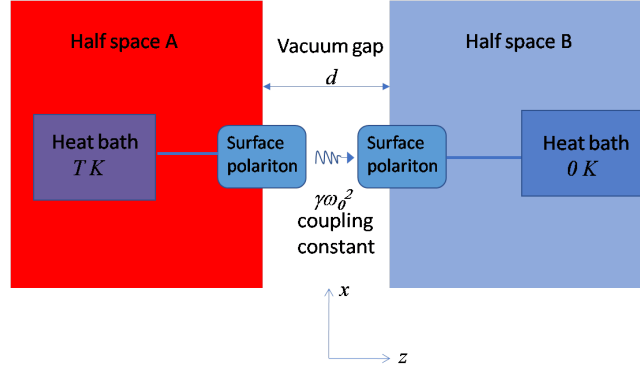 Half space A
Vacuum gap
Half space B
d
Heat bath
T K
Surface
polariton
Surface
polariton
Heat bath
0 K
γω₀²
coupling
constant
x
z